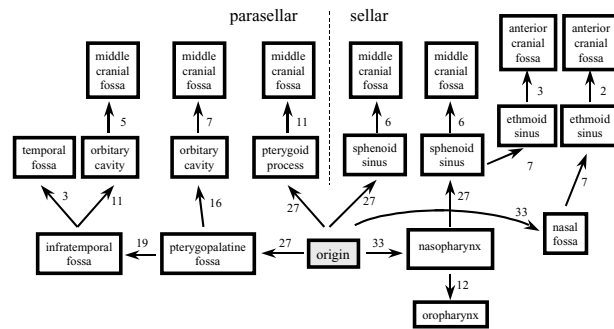 parasellar
sellar
anterior
cranial
fossa
anterior
cranial
fossa
middle
cranial
fossa
middle
cranial
fossa
middle
cranial
fossa
middle
cranial
fossa
middle
cranial
fossa
3
2
5
7
11
6
6
ethmoid
sinus
ethmoid
sinus
temporal
fossa
orbitary
cavity
orbitary
cavity
pterygoid
process
sphenoid
sinus
sphenoid
sinus
7
7
3
11
16
27
27
27
33
infratemporal
fossa
19
pterygopalatine
fossa
27
origin
33
nasopharynx
nasal
fossa
12
oropharynx